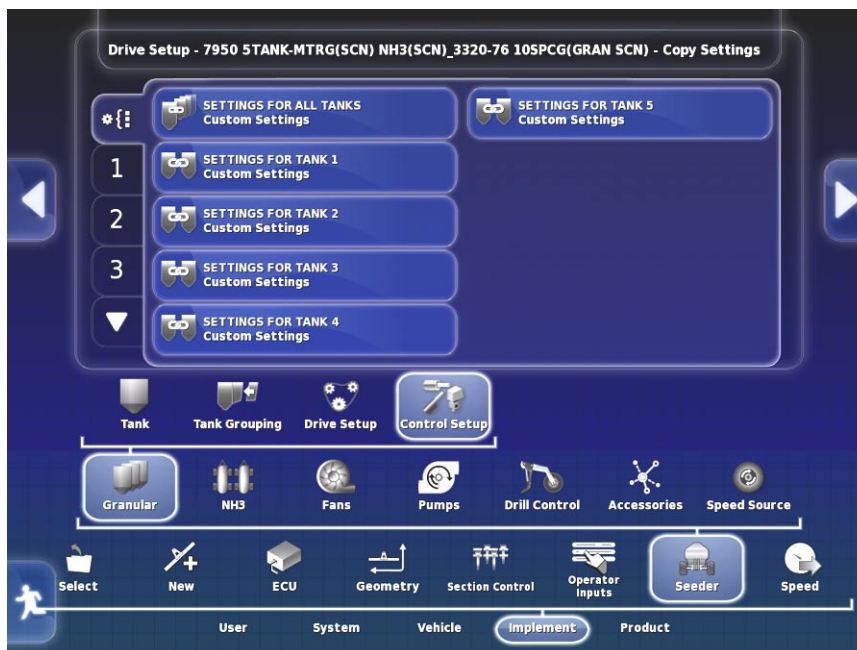 Drive Setup - 7950 5TANK-MTRG(SCN) NH3(SCN)_3320-76 10SPCG(GRAN SCN) - Copy Settings
SETTINGS FOR ALL TANKS
Custom Settings
SETTINGS FOR TANK 5
Custom Settings
1
SETTINGS FOR TANK 1
Custom Settings
2
SETTINGS FOR TANK 2
Custom Settings
3
SETTINGS FOR TANK 3
Custom Settings
SETTINGS FOR TANK 4
Custom Settings
Tank
Tank Grouping
Drive Setup
Control Setup
Granular
NH3
Fans
Pumps
Drill Control
Accessories
Speed Source
Select
New
ECU
Geometry
Section Control
Operator
Inputs
Seeder
Speed
User
System
Vehicle
Implement
Product